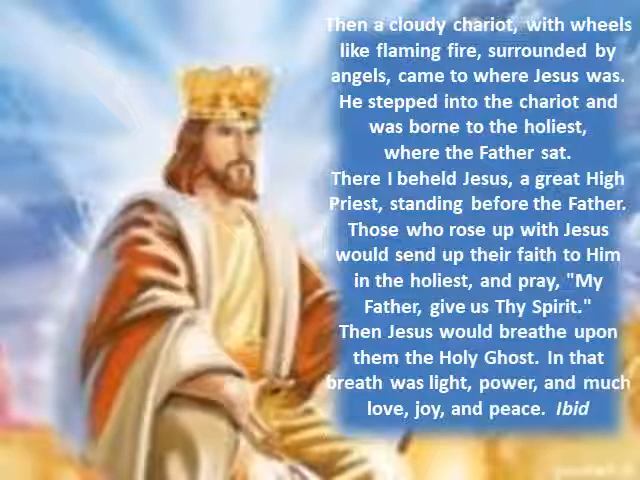 Then a cloudy chariot, with wheels
like flaming fire, surrounded by
angels, came to where Jesus was.
He stepped into the chariot and
was borne to the holiest,
where the Father sat.
There I beheld Jesus, a great High
Priest, standing before the Father.
Those who rose up with Jesus
would send up their faith to Him
in the holiest, and pray, "My
Father, give us Thy Spirit."
Then Jesus would breathe upon
them the Holy Ghost. In that
breath was light, power, and much
love, joy, and peace. Ibid